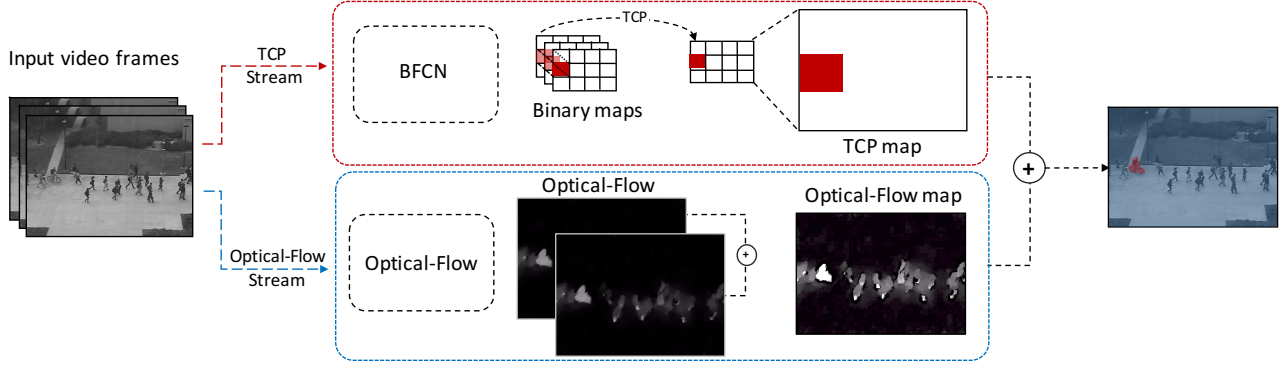 Input video frames
TCP
Stream
BFCN
TCP
Binary maps
TCP map
+
Optical-Flow
Stream
Optical-Flow
Optical-Flow
+
Optical-Flow map